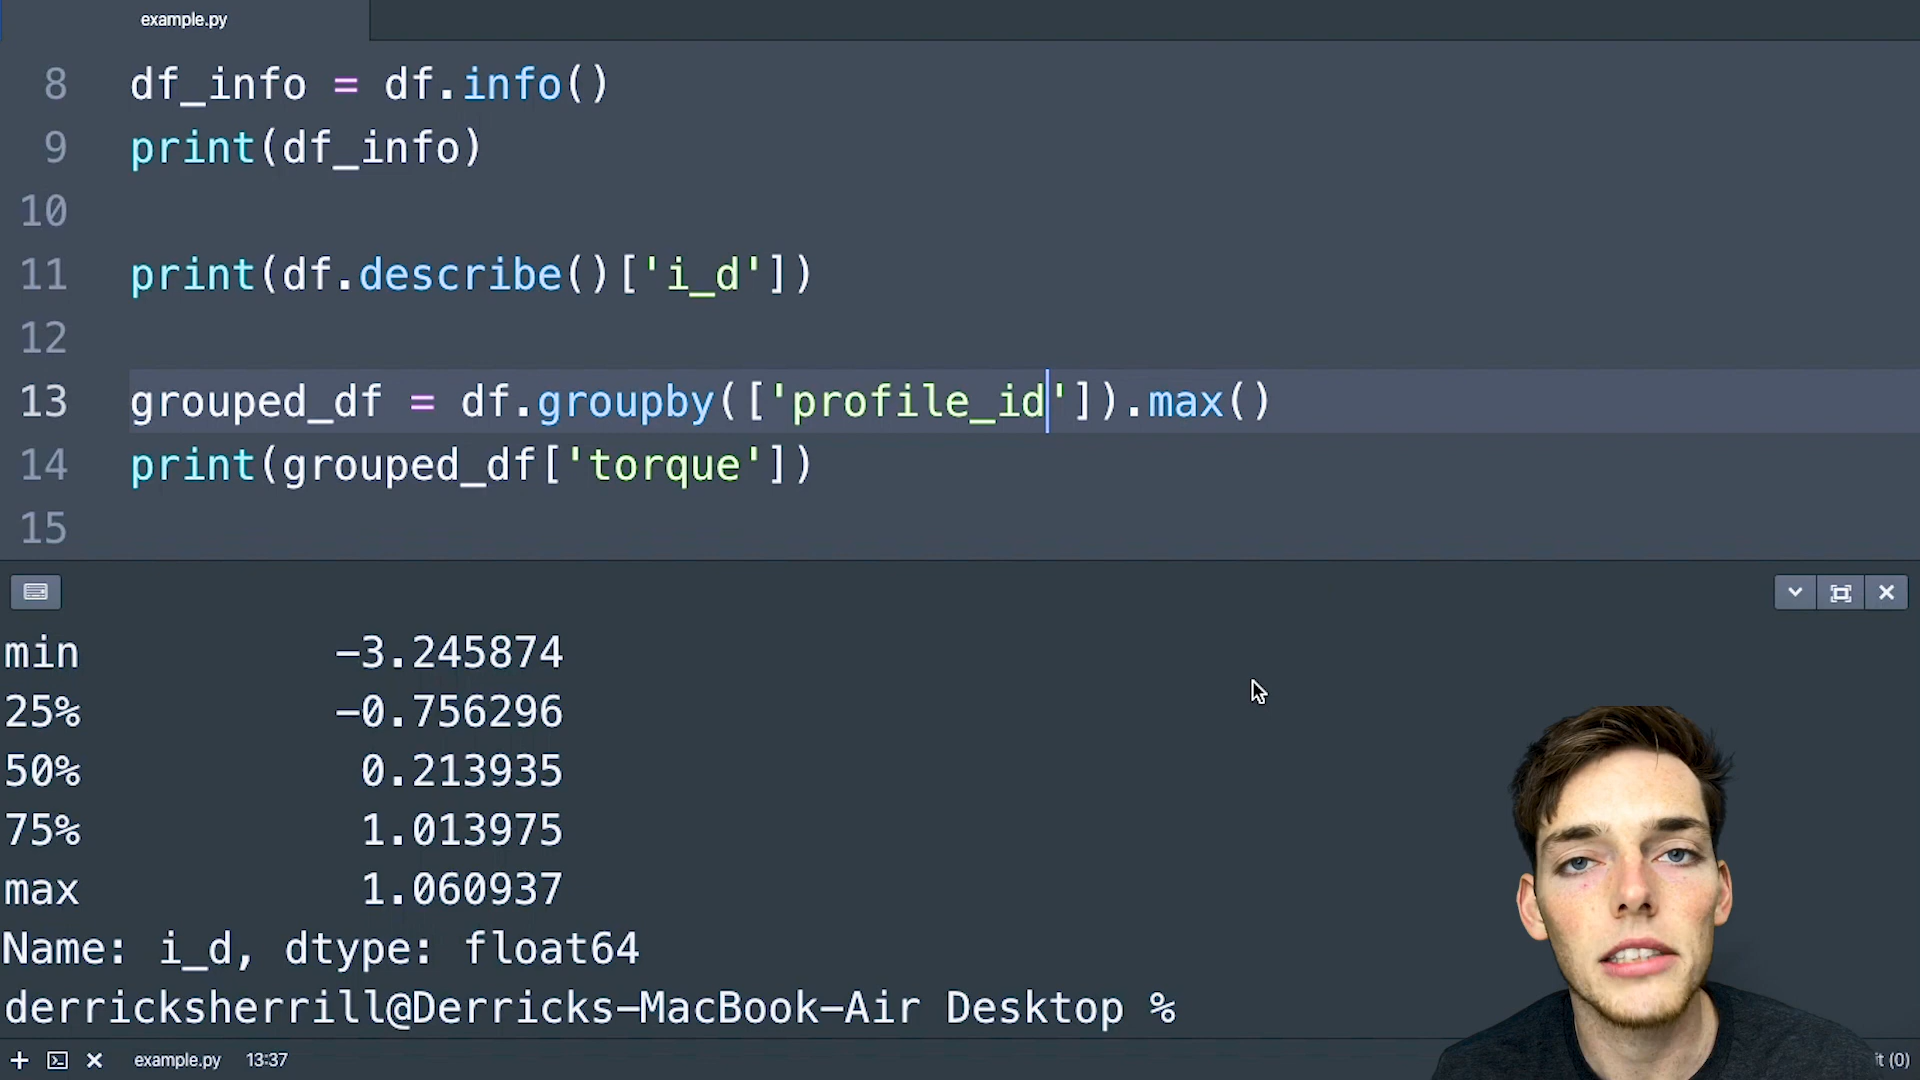 example.py
8 df_info = df.info()
9 print(df_info)
10
11 print(df.describe()['i_d'])
12
13 grouped_df = df.groupby(['profile_id']).max()
14 print(grouped_df['torque'])
15
min −3.245874
25% −0.756296
50% 0.213935
75% 1.013975
max 1.060937
Name: i_d, dtype: float64
derricksherrill@Derricks−MacBook−Air Desktop %
example.py 13:37 (0)